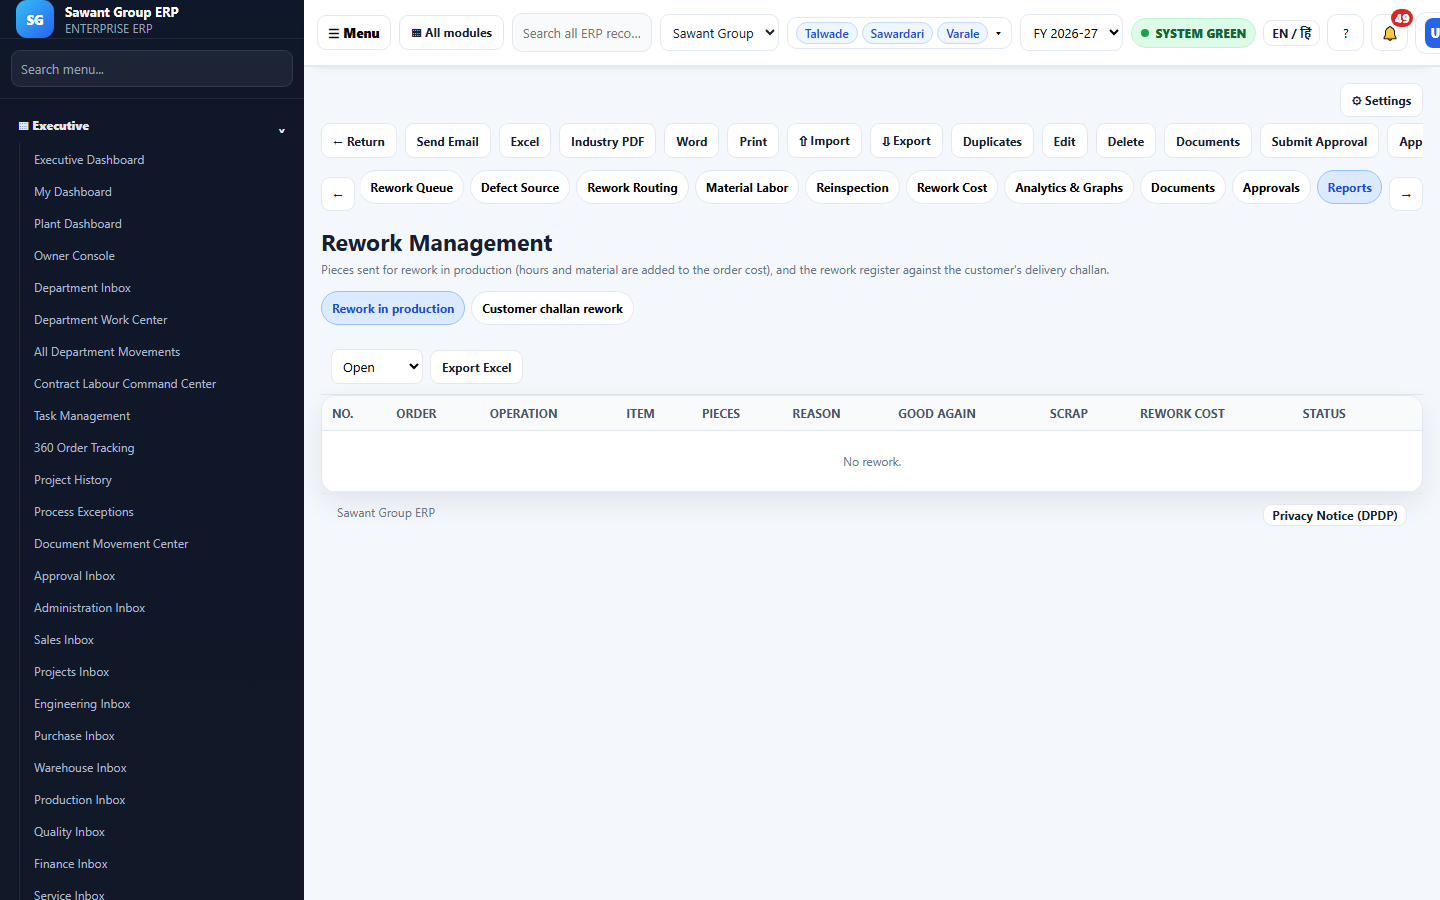 SG
Sawant Group ERP
ENTERPRISE ERP
☰ Menu
All modules
Search all ERP reco...
Sawant Group
Talwade
Sawardari
Varale
FY 2026-27
SYSTEM GREEN
EN / हिं
?
49
Search menu...
Executive
Executive Dashboard
My Dashboard
Plant Dashboard
Owner Console
Department Inbox
Department Work Center
All Department Movements
Contract Labour Command Center
Task Management
360 Order Tracking
Project History
Process Exceptions
Document Movement Center
Approval Inbox
Administration Inbox
Sales Inbox
Projects Inbox
Engineering Inbox
Purchase Inbox
Warehouse Inbox
Production Inbox
Quality Inbox
Finance Inbox
Service Inbox
⚙ Settings
← Return
Send Email
Excel
Industry PDF
Word
Print
⇧ Import
⇩ Export
Duplicates
Edit
Delete
Documents
Submit Approval
App
←
Rework Queue
Defect Source
Rework Routing
Material Labor
Reinspection
Rework Cost
Analytics & Graphs
Documents
Approvals
Reports
→
Rework Management
Pieces sent for rework in production (hours and material are added to the order cost), and the rework register against the customer's delivery challan.
Rework in production
Customer challan rework
Open
Export Excel
NO. ORDER OPERATION ITEM PIECES REASON GOOD AGAIN SCRAP REWORK COST STATUS
No rework.
Sawant Group ERP
Privacy Notice (DPDP)